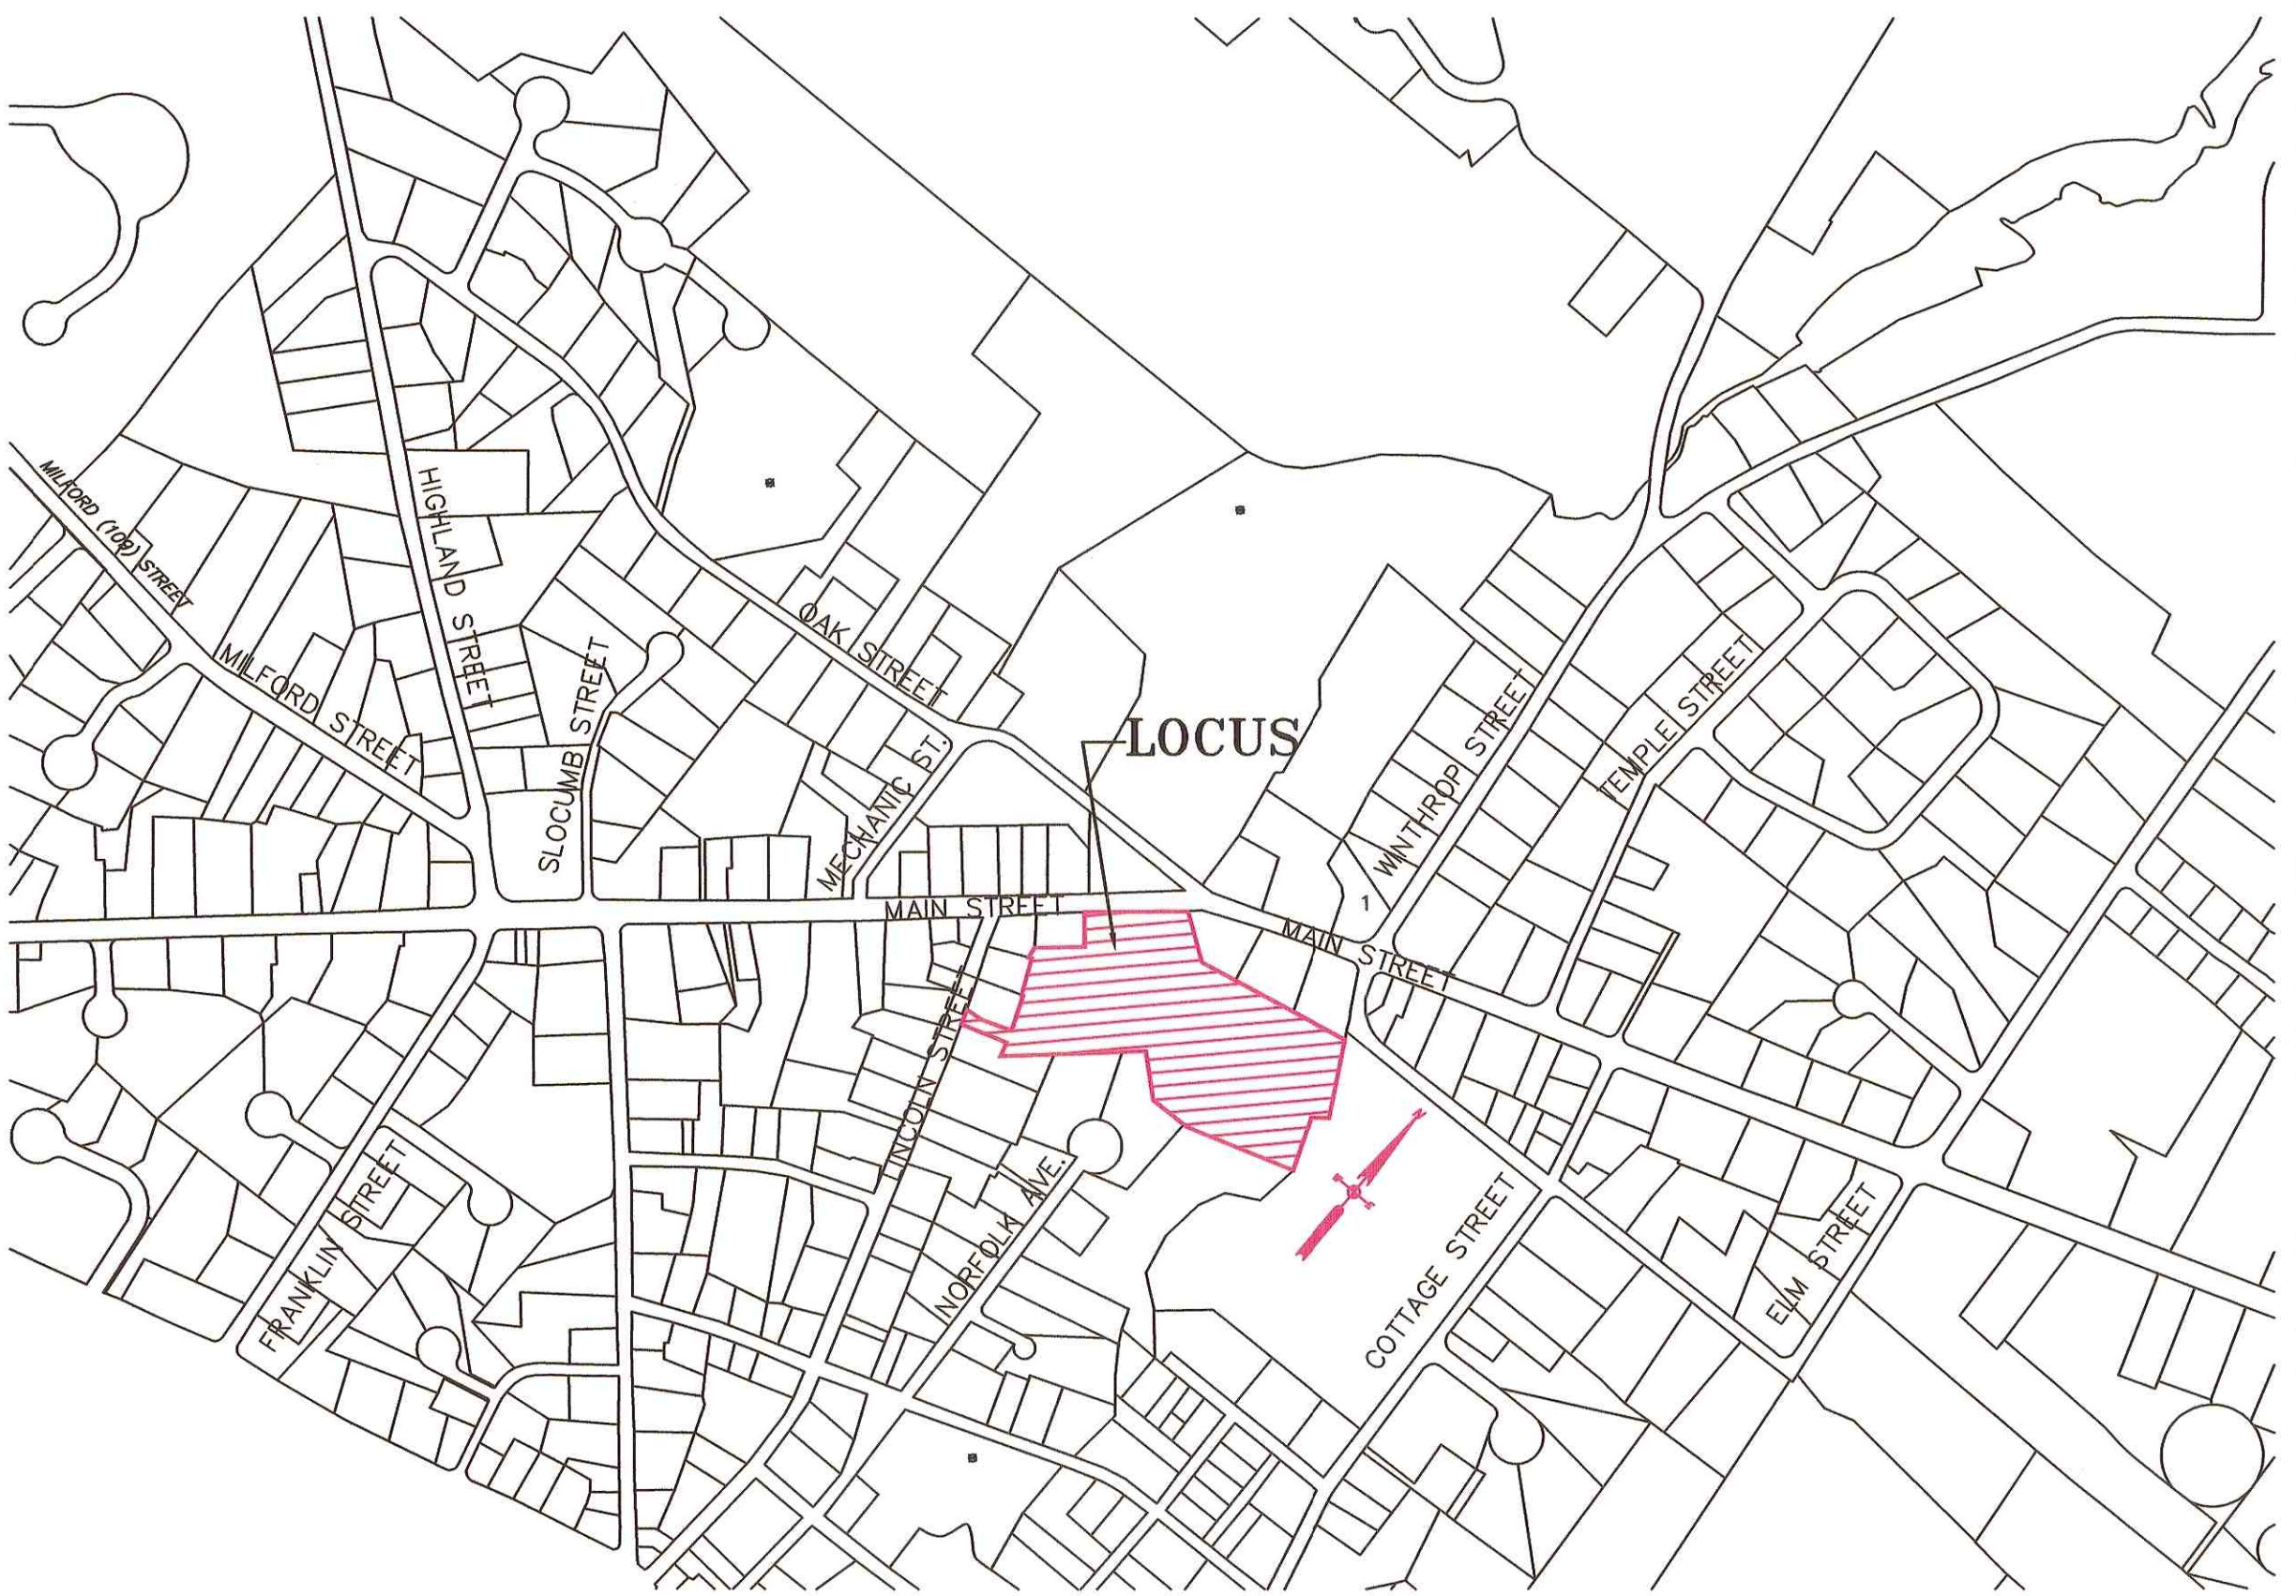 MILFORD (109) STREET
HIGHLAND STREET
MILFORD STREET
SLOCUMB STREET
OAK STREET
MECHANIC ST.
LOCUS
WINTHROP STREET
TEMPLE STREET
1
MAIN STREET
MAIN STREET
LINCOLN STREET
FRANKLIN STREET
NORFOLK AVE.
N
COTTAGE STREET
ELM STREET